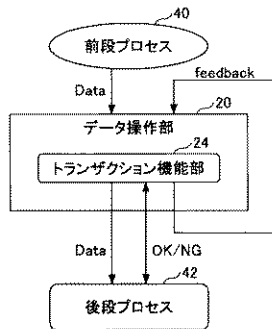 40
前段プロセス
feedback
Data
20
データ操作部
24
トランザクション機能部
Data
OK/NG
42
後段プロセス